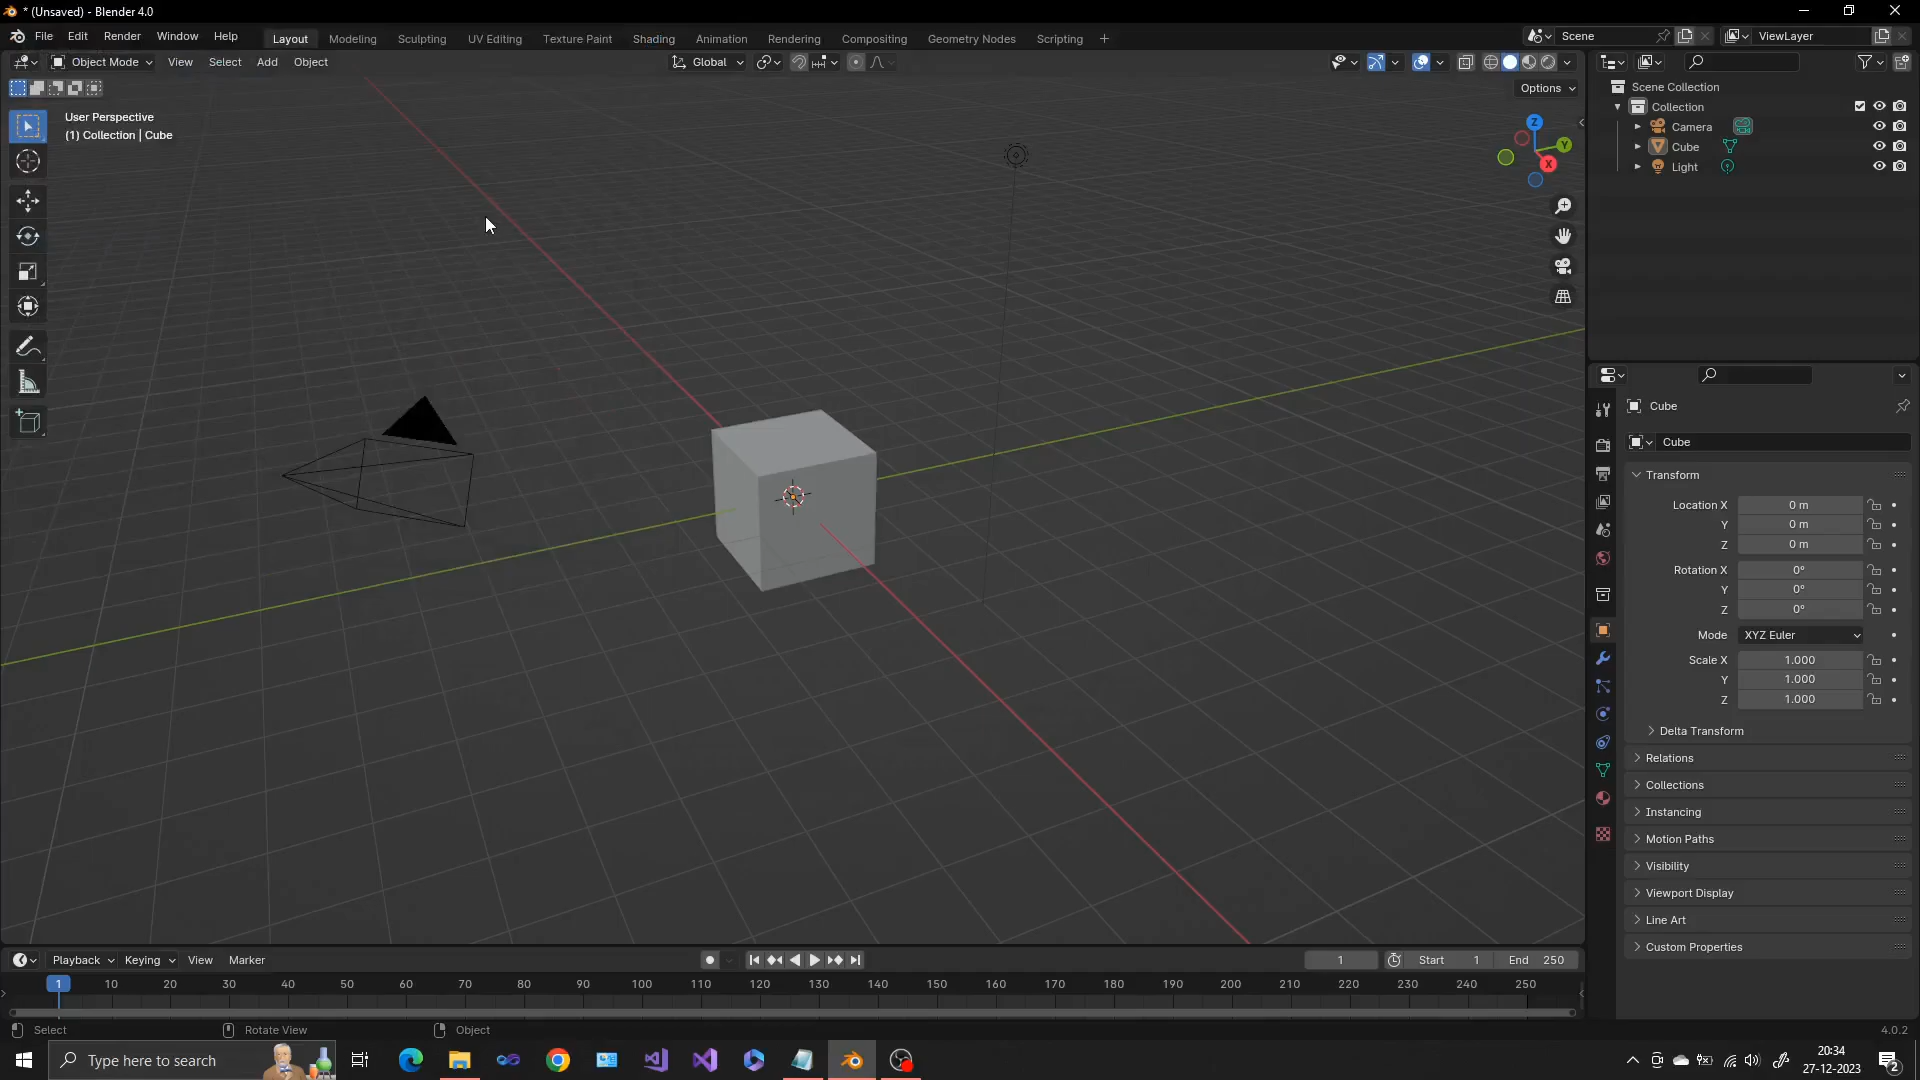 * (Unsaved) - Blender 4.0
File Edit Render Window Help Layout Modeling Sculpting UV Editing Texture Paint Shading Animation Rendering Compositing Geometry Nodes Scripting + Scene ViewLayer
Object Mode View Select Add Object Global
Options
User Perspective
(1) Collection | Cube
Z
Y
X
Scene Collection
Collection
Camera
Cube
Light
Cube
Cube
Transform
Location X 0 m
Y 0 m
Z 0 m
Rotation X 0°
Y 0°
Z 0°
Mode XYZ Euler
Scale X 1.000
Y 1.000
Z 1.000
Delta Transform
Relations
Collections
Instancing
Motion Paths
Visibility
Viewport Display
Line Art
Custom Properties
Playback Keying View Marker 1 Start 1 End 250
1 10 20 30 40 50 60 70 80 90 100 110 120 130 140 150 160 170 180 190 200 210 220 230 240 250
Select Rotate View Object 4.0.2
Type here to search
20:34
27-12-2023
2